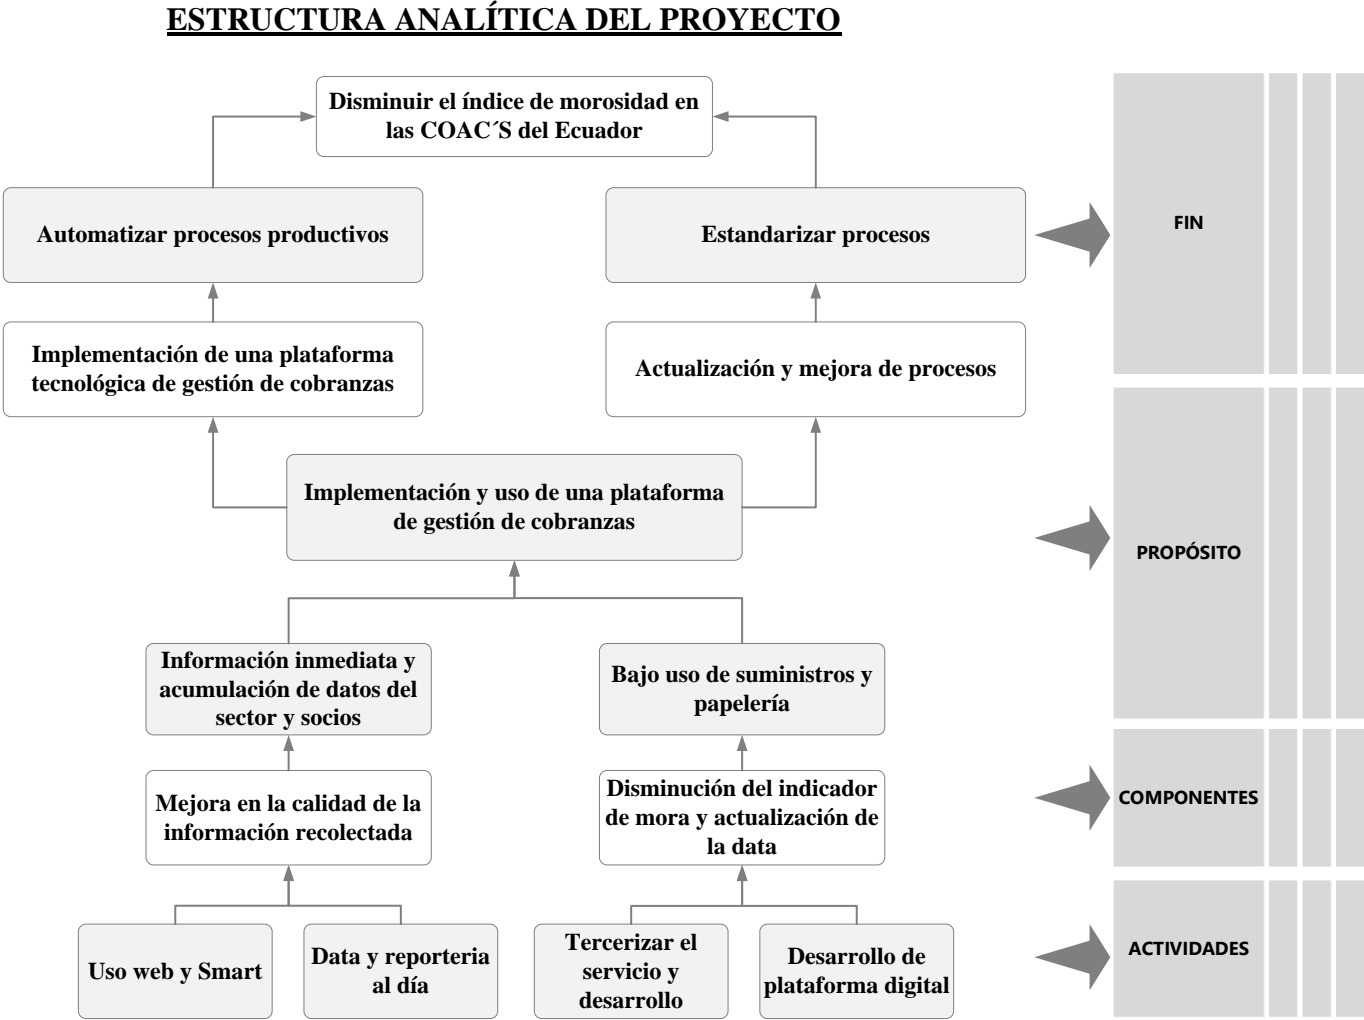 ESTRUCTURA ANALÍTICA DEL PROYECTO
Disminuir el índice de morosidad en
las COAC´S del Ecuador
Automatizar procesos productivos
Estandarizar procesos
FIN
Implementación de una plataforma
tecnológica de gestión de cobranzas
Actualización y mejora de procesos
Implementación y uso de una plataforma
de gestión de cobranzas
PROPÓSITO
Información inmediata y
acumulación de datos del
sector y socios
Bajo uso de suministros y
papelería
Mejora en la calidad de la
información recolectada
Disminución del indicador
de mora y actualización de
la data
COMPONENTES
Uso web y Smart
Data y reporteria
al día
Tercerizar el
servicio y
desarrollo
Desarrollo de
plataforma digital
ACTIVIDADES